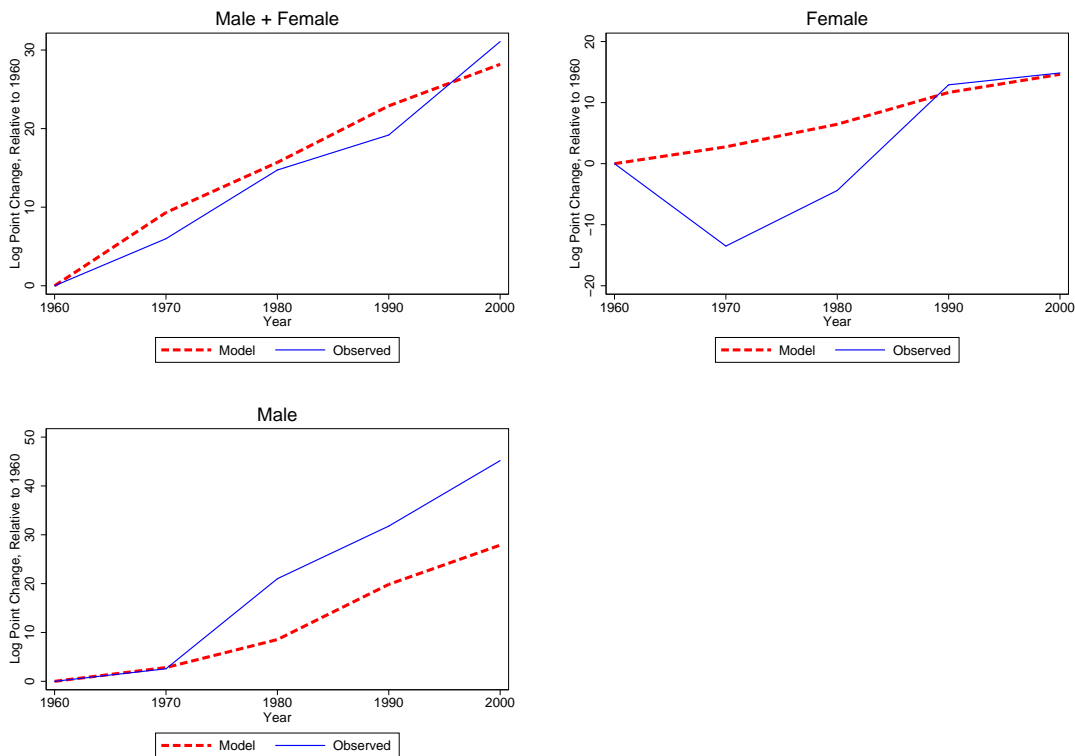 Male + Female
Log Point Change, Relative to 1960
30
20
10
0
1960 1970 1980 1990 2000
Year
Model Observed
Female
Log Point Change, Relative to 1960
20
10
0
−10
−20
1960 1970 1980 1990 2000
Year
Model Observed
Male
Log Point Change, Relative to 1960
50
40
30
20
10
0
1960 1970 1980 1990 2000
Year
Model Observed